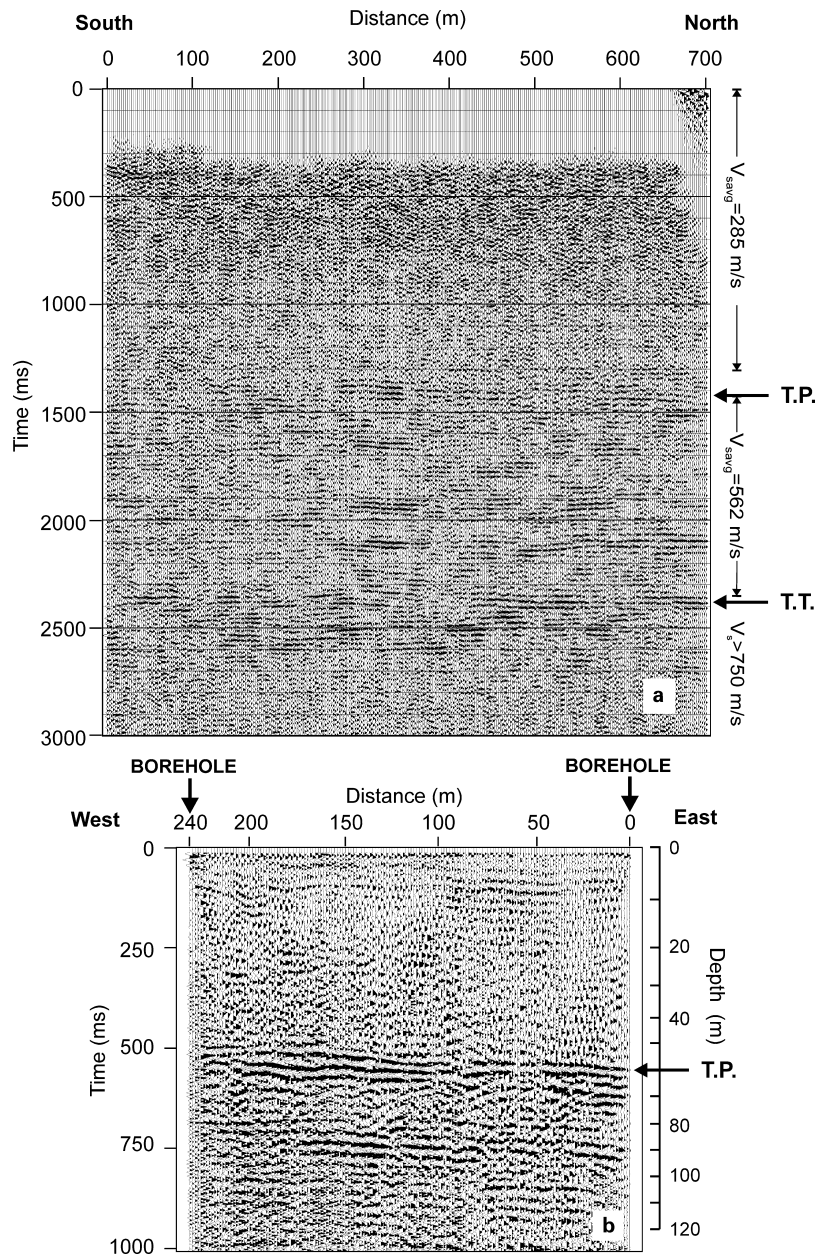 South
Distance (m)
North
0 100 200 300 400 500 600 700
0
500
1000
1500
2000
2500
3000
Time (ms)
Vsavg=285 m/s
T.P.
Vsavg=562 m/s
T.T.
Vs>750 m/s
a
BOREHOLE
BOREHOLE
Distance (m)
West
East
240 200 150 100 50 0
0
250
500
750
1000
Time (ms)
0
20
40
80
100
120
Depth (m)
T.P.
b